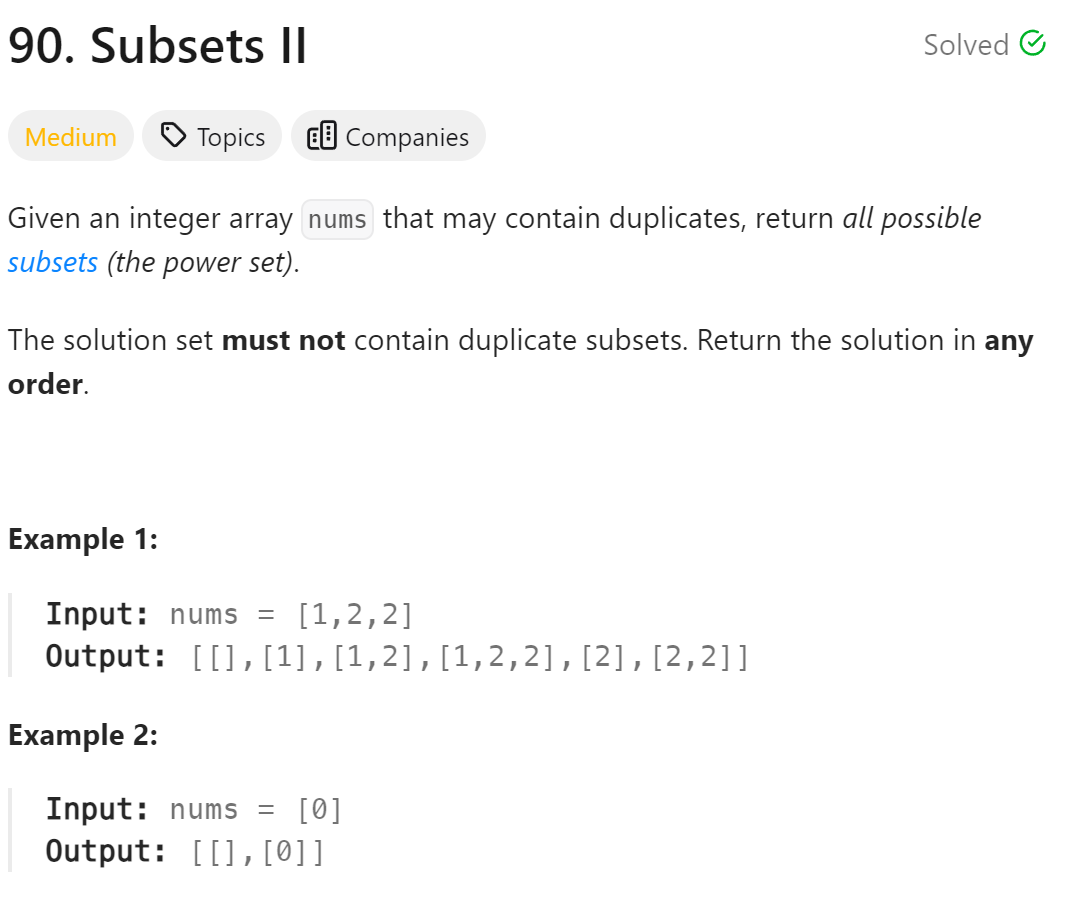 90. Subsets II
Solved
Medium
Topics
Companies
Given an integer array nums that may contain duplicates, return all possible
subsets (the power set).
The solution set must not contain duplicate subsets. Return the solution in any
order.
Example 1:
Input: nums = [1,2,2]
Output: [[],[1],[1,2],[1,2,2],[2],[2,2]]
Example 2:
Input: nums = [0]
Output: [[],[0]]